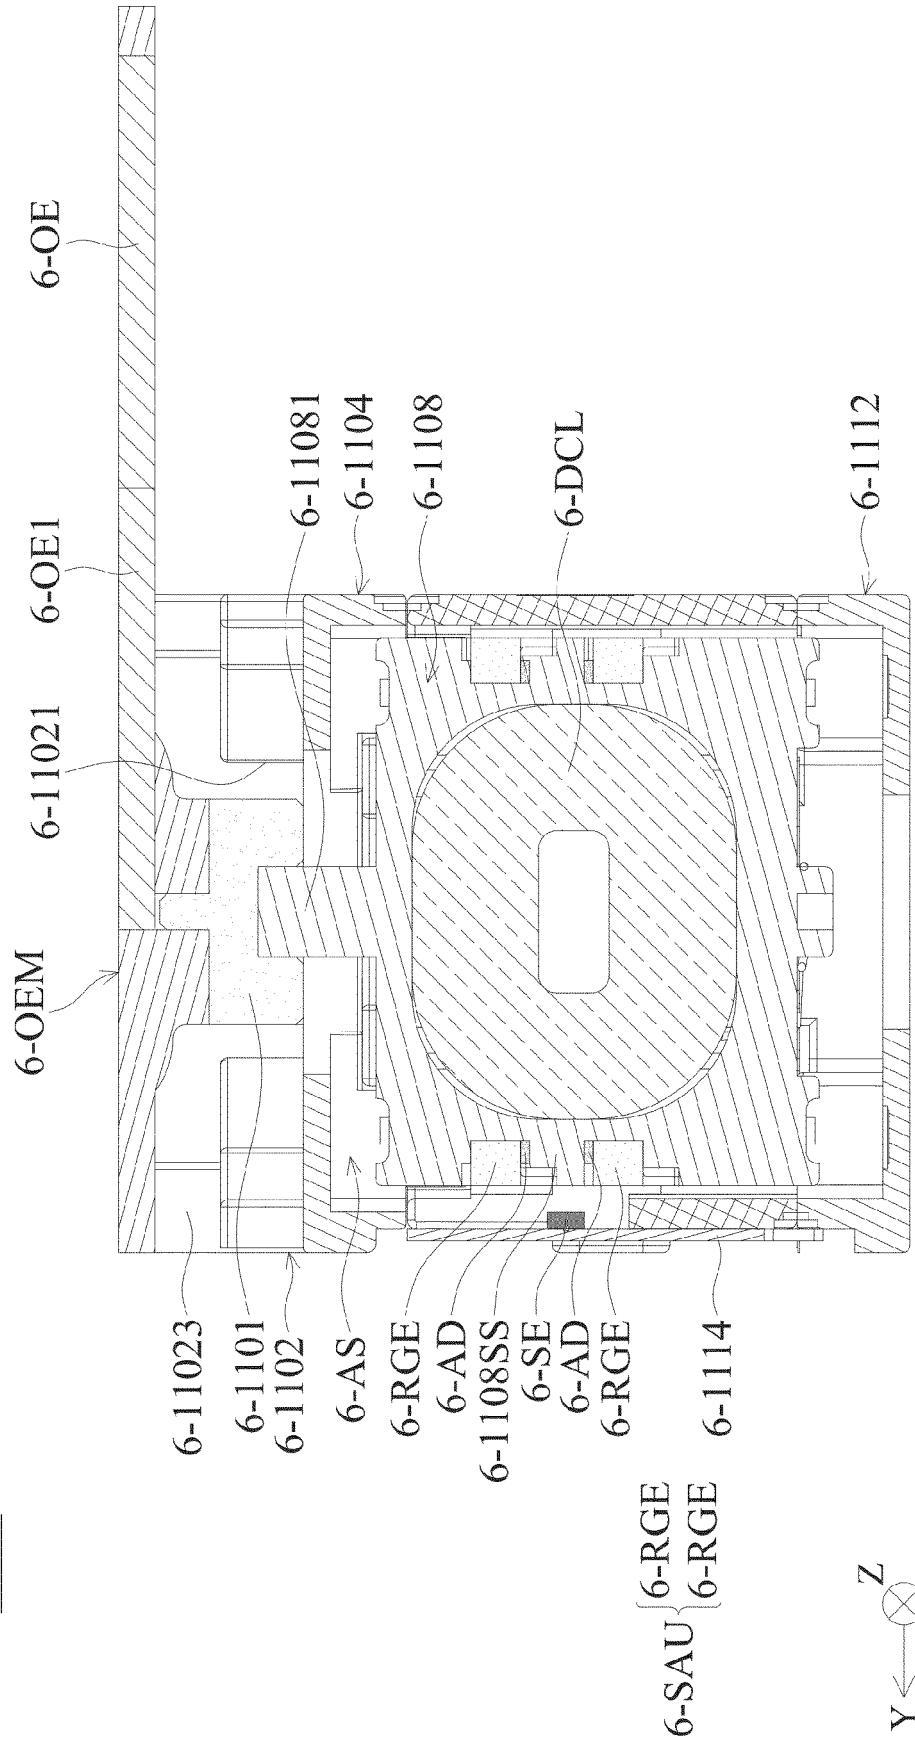 6-OEM
6-11021
6-OE1
6-OE
6-11081
6-1104
6-1108
6-DCL
6-1112
6-11023
6-1101
6-1102
6-AS
6-RGE
6-AD
6-1108SS
6-SE
6-AD
6-RGE
6-1114
6-SAU
6-RGE
6-RGE
Y
Z